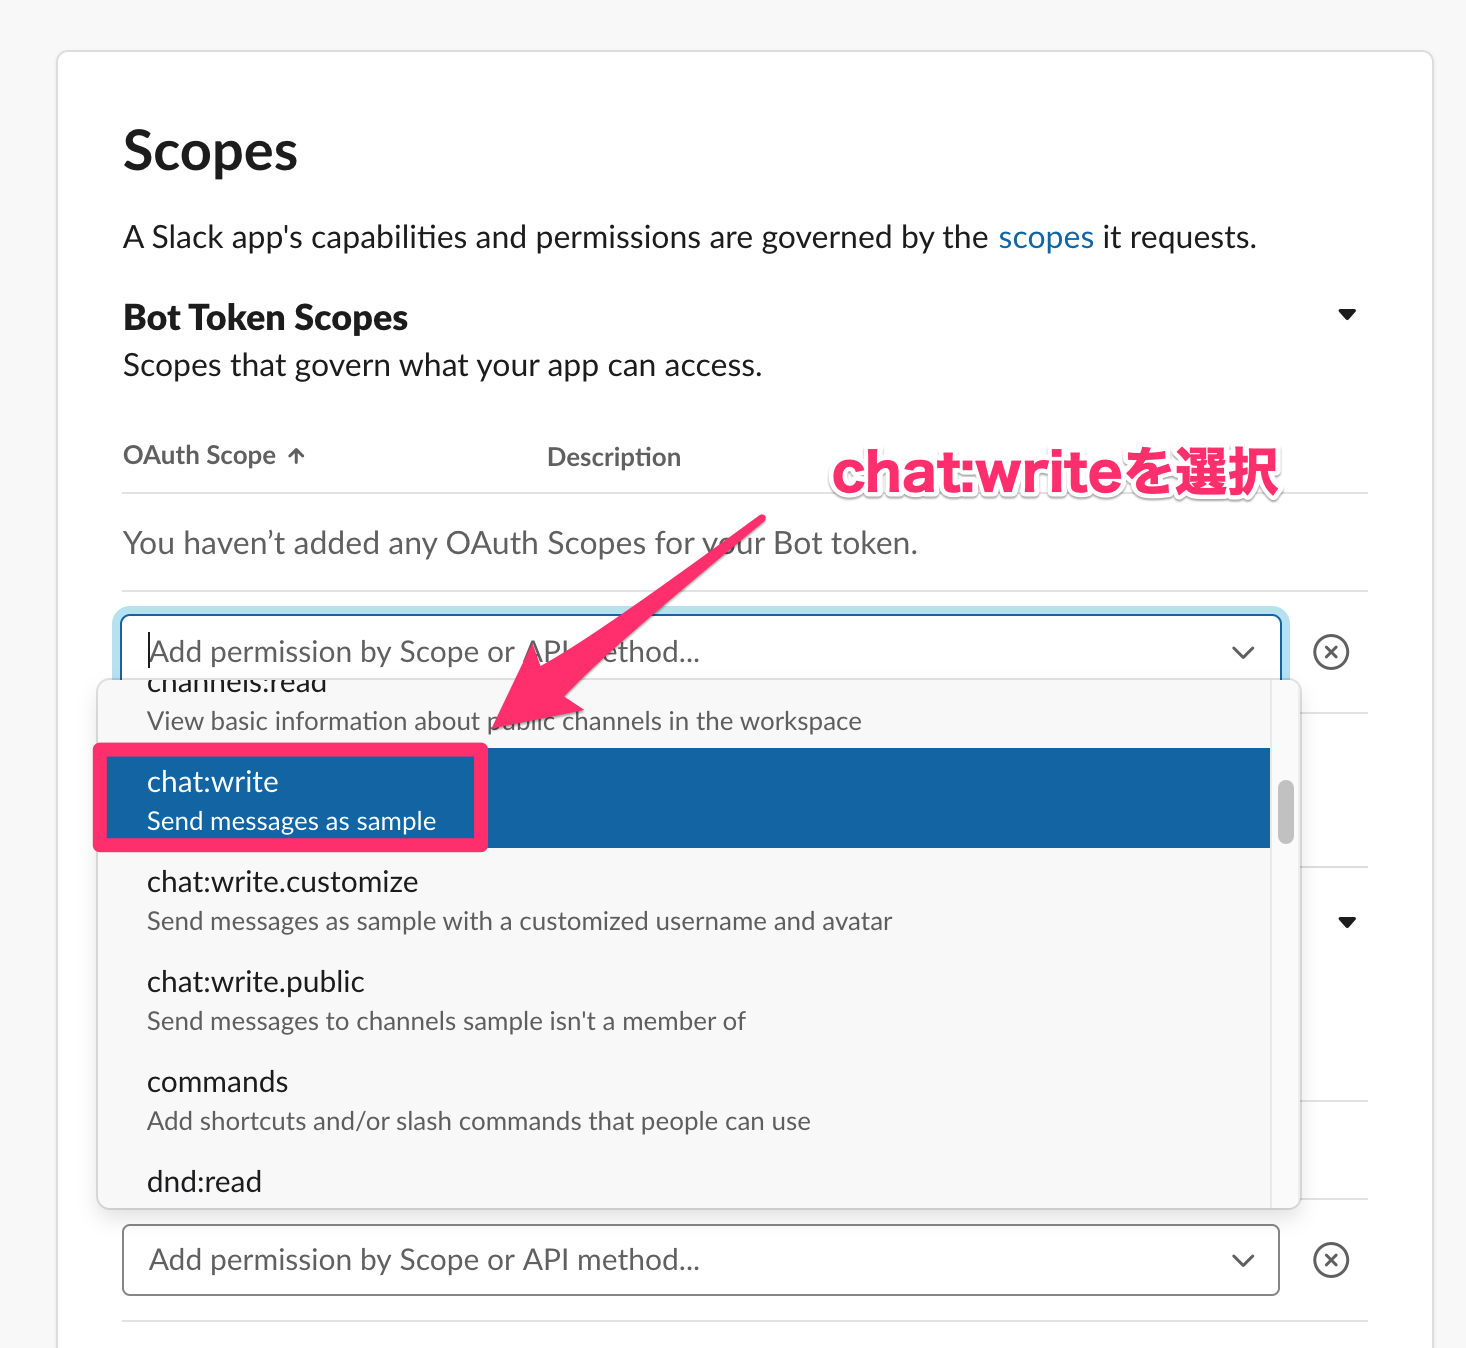 Scopes
A Slack app's capabilities and permissions are governed by the scopes it requests.
Bot Token Scopes
Scopes that govern what your app can access.
OAuth Scope ↑ Description
chat:writeを選択
You haven’t added any OAuth Scopes for your Bot token.
Add permission by Scope or API method...
channels:read
View basic information about public channels in the workspace
chat:write
Send messages as sample
chat:write.customize
Send messages as sample with a customized username and avatar
chat:write.public
Send messages to channels sample isn't a member of
commands
Add shortcuts and/or slash commands that people can use
dnd:read
Add permission by Scope or API method...